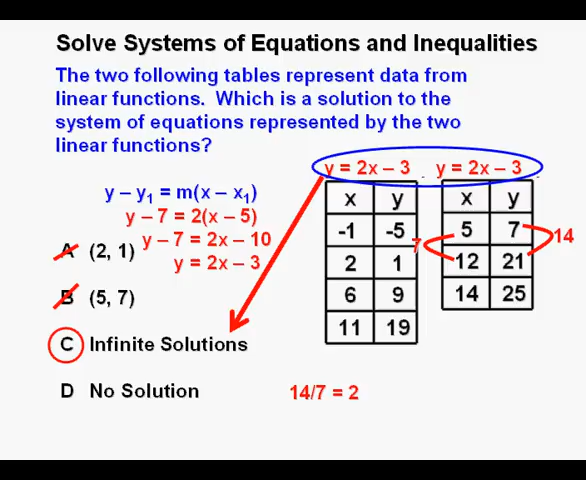 Solve Systems of Equations and Inequalities
The two following tables represent data from
linear functions. Which is a solution to the
system of equations represented by the two
linear functions?
y – y₁ = m(x – x₁)
y – 7 = 2(x – 5)
y – 7 = 2x – 10
y = 2x – 3
A (2, 1)
B (5, 7)
C Infinite Solutions
D No Solution
y = 2x – 3 y = 2x – 3
x y
-1 -5
2 1
6 9
11 19
x y
5 7
12 21
14 25
7
14
14/7 = 2